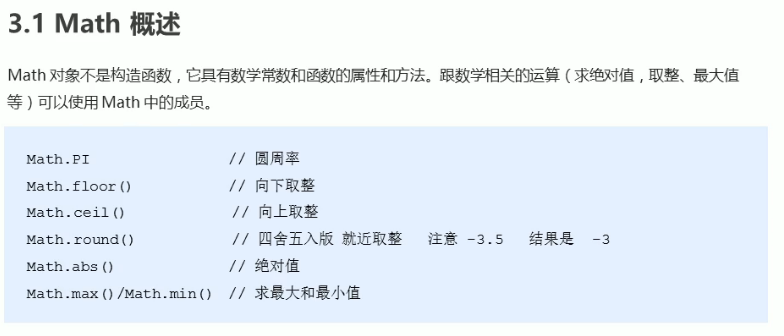 3.1 Math 概述
Math 对象不是构造函数，它具有数学常数和函数的属性和方法。跟数学相关的运算（求绝对值，取整、最大值
等）可以使用 Math 中的成员。
Math.PI // 圆周率
Math.floor() // 向下取整
Math.ceil() // 向上取整
Math.round() // 四舍五入版 就近取整 注意 -3.5 结果是 -3
Math.abs() // 绝对值
Math.max()/Math.min() // 求最大和最小值